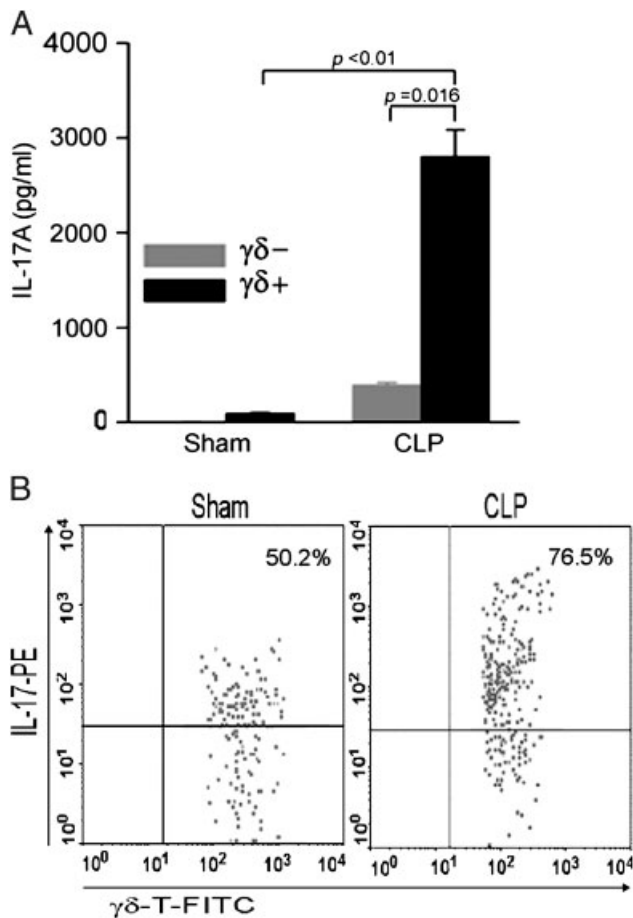 A
IL-17A (pg/ml)
4000
3000
2000
1000
0
p <0.01
p =0.016
γδ−
γδ+
Sham CLP
B
Sham CLP
IL-17-PE
10⁴ 10³ 10² 10¹ 10⁰
50.2%
10⁰ 10¹ 10² 10³ 10⁴
10⁴ 10³ 10² 10¹ 10⁰
76.5%
10⁰ 10¹ 10² 10³ 10⁴
γδ-T-FITC